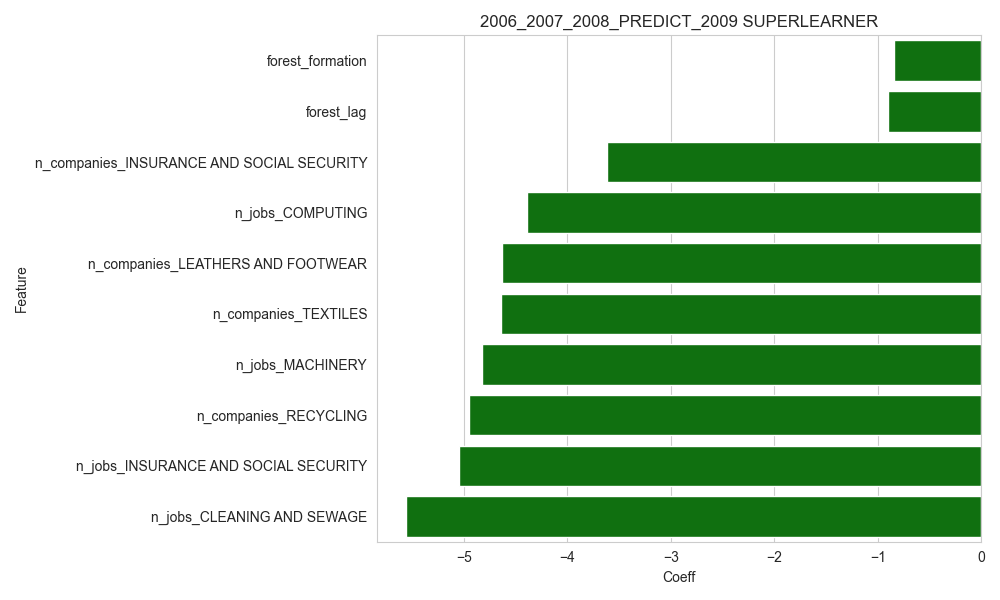 2006_2007_2008_PREDICT_2009 SUPERLEARNER
forest_formation
forest_lag
n_companies_INSURANCE AND SOCIAL SECURITY
n_jobs_COMPUTING
n_companies_LEATHERS AND FOOTWEAR
n_companies_TEXTILES
n_jobs_MACHINERY
n_companies_RECYCLING
n_jobs_INSURANCE AND SOCIAL SECURITY
n_jobs_CLEANING AND SEWAGE
Feature
−5 −4 −3 −2 −1 0
Coeff